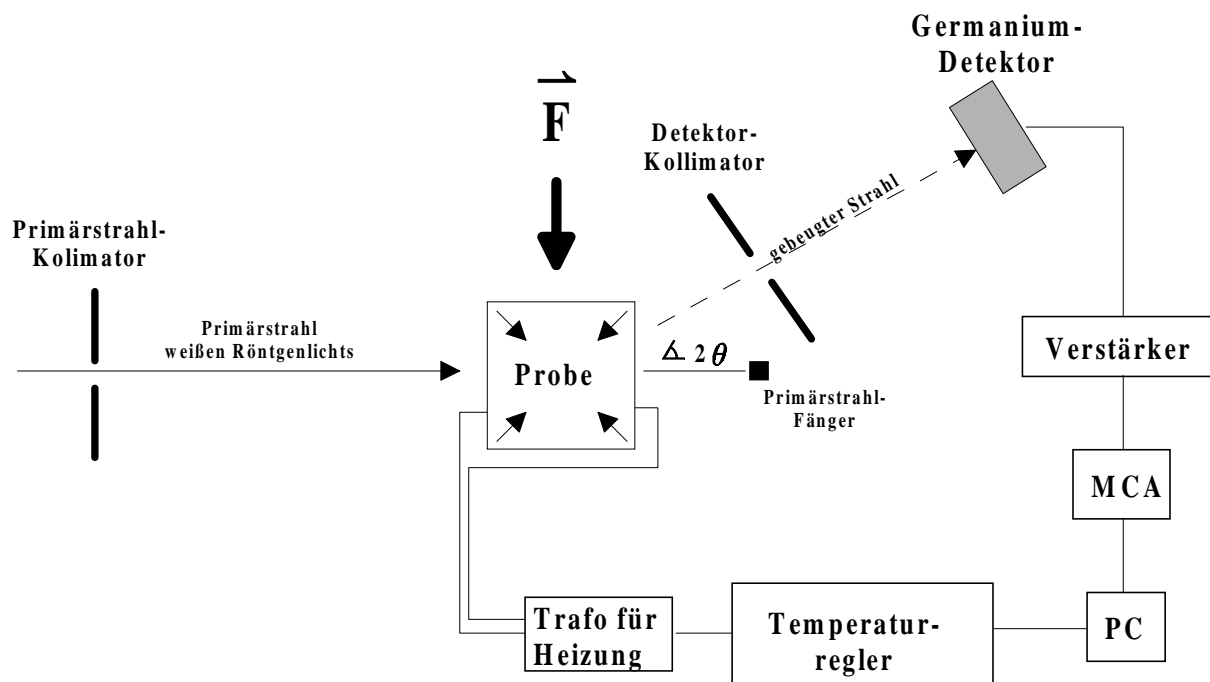 Germanium-
Detektor
F
Detektor-
Kollimator
gebeugter Strahl
Primärstrahl-
Kolimator
Primärstrahl
weißen Röntgenlichts
Probe
∡ 2θ
Primärstrahl-
Fänger
Verstärker
MCA
Trafo für
Heizung
Temperatur-
regler
PC